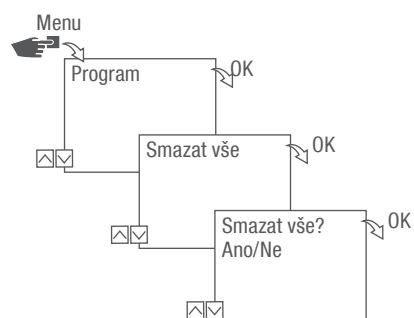 Menu
Program
OK
Smazat vše
OK
Smazat vše?
Ano/Ne
OK